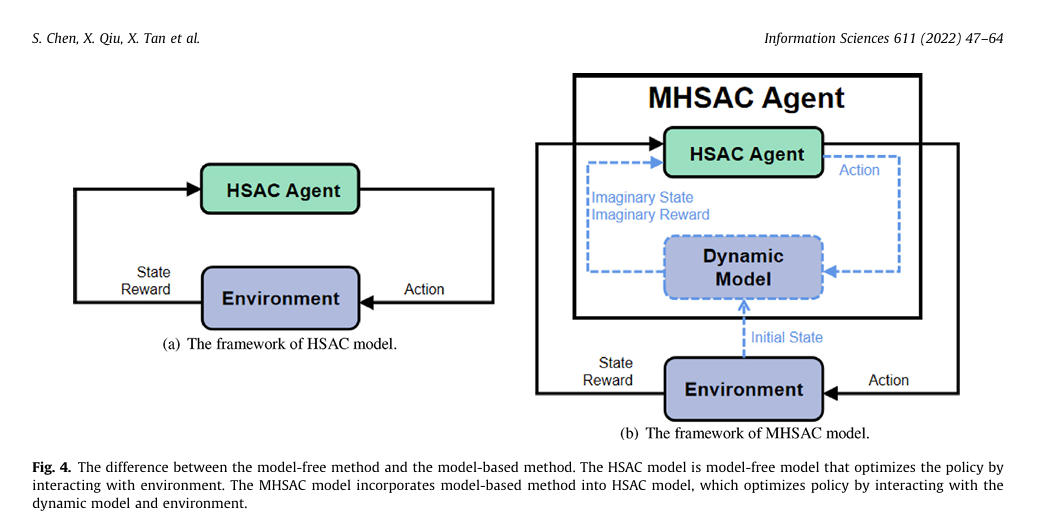 S. Chen, X. Qiu, X. Tan et al.
Information Sciences 611 (2022) 47–64
HSAC Agent
State
Reward
Environment
Action
(a) The framework of HSAC model.
MHSAC Agent
HSAC Agent
Action
Imaginary State
Imaginary Reward
Dynamic
Model
Initial State
State
Reward
Environment
Action
(b) The framework of MHSAC model.
Fig. 4. The difference between the model-free method and the model-based method. The HSAC model is model-free model that optimizes the policy by
interacting with environment. The MHSAC model incorporates model-based method into HSAC model, which optimizes policy by interacting with the
dynamic model and environment.